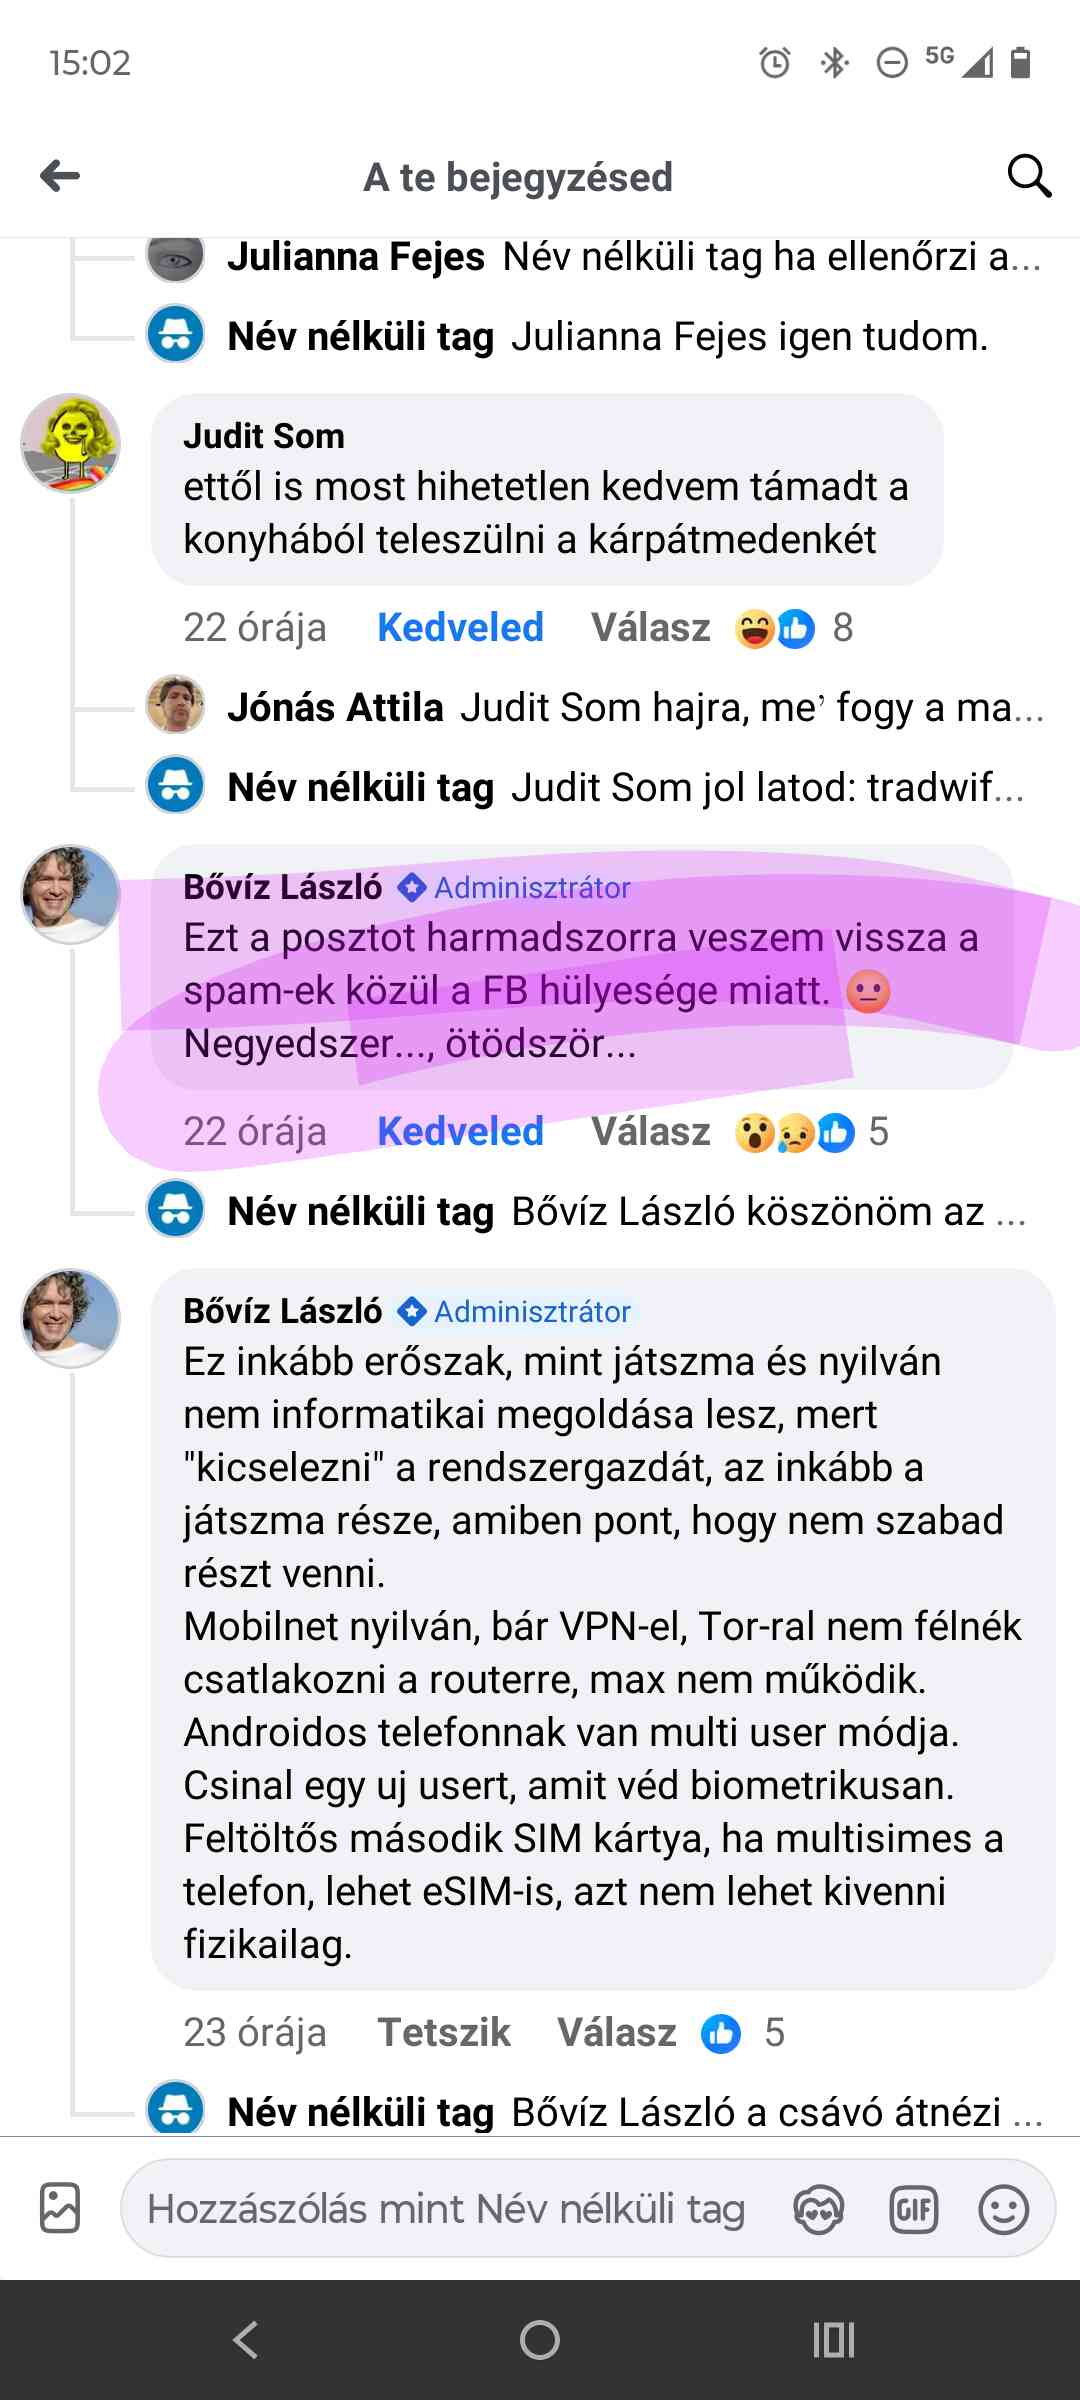 15:02
5G
A te bejegyzésed
Julianna Fejes Név nélküli tag ha ellenőrzi a...
Név nélküli tag Julianna Fejes igen tudom.
Judit Som
ettől is most hihetetlen kedvem támadt a
konyhából teleszülni a kárpátmedenkét
22 órája Kedveled Válasz 8
Jónás Attila Judit Som hajra, me’ fogy a ma...
Név nélküli tag Judit Som jol latod: tradwif...
Bővíz László Adminisztrátor
Ezt a posztot harmadszorra veszem vissza a
spam-ek közül a FB hülyesége miatt. 😐
Negyedszer..., ötödször...
22 órája Kedveled Válasz 5
Név nélküli tag Bővíz László köszönöm az ...
Bővíz László Adminisztrátor
Ez inkább erőszak, mint játszma és nyilván
nem informatikai megoldása lesz, mert
"kicselezni" a rendszergazdát, az inkább a
játszma része, amiben pont, hogy nem szabad
részt venni.
Mobilnet nyilván, bár VPN-el, Tor-ral nem félnék
csatlakozni a routerre, max nem működik.
Androidos telefonnak van multi user módja.
Csinal egy uj usert, amit véd biometrikusan.
Feltöltős második SIM kártya, ha multisimes a
telefon, lehet eSIM-is, azt nem lehet kivenni
fizikailag.
23 órája Tetszik Válasz 5
Név nélküli tag Bővíz László a csávó átnézi ...
Hozzászólás mint Név nélküli tag GIF